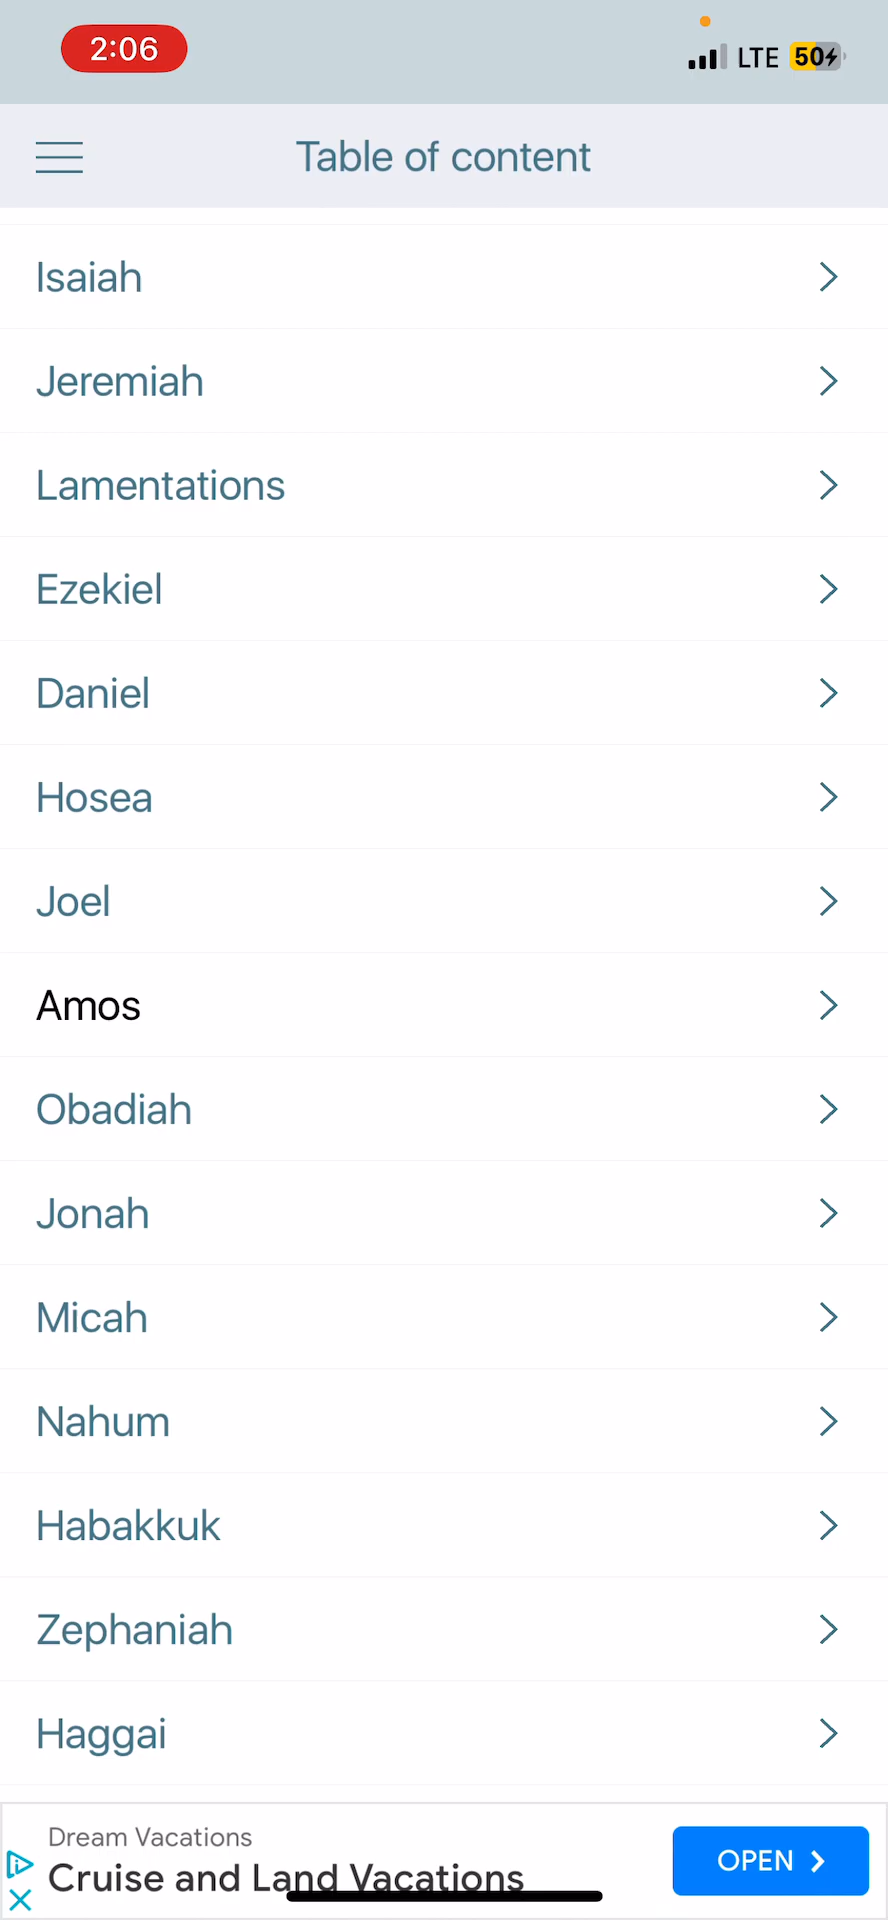 2:06
LTE 50
Table of content
Isaiah
Jeremiah
Lamentations
Ezekiel
Daniel
Hosea
Joel
Amos
Obadiah
Jonah
Micah
Nahum
Habakkuk
Zephaniah
Haggai
Dream Vacations
Cruise and Land Vacations
OPEN